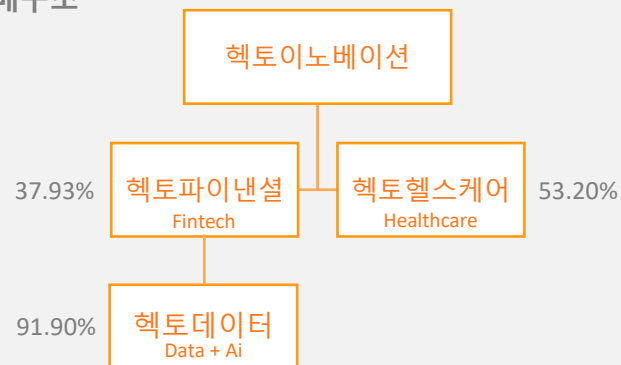 헥토이노베이션
37.93%
헥토파이낸셜
Fintech
헥토헬스케어
Healthcare
53.20%
91.90%
헥토데이터
Data + Ai